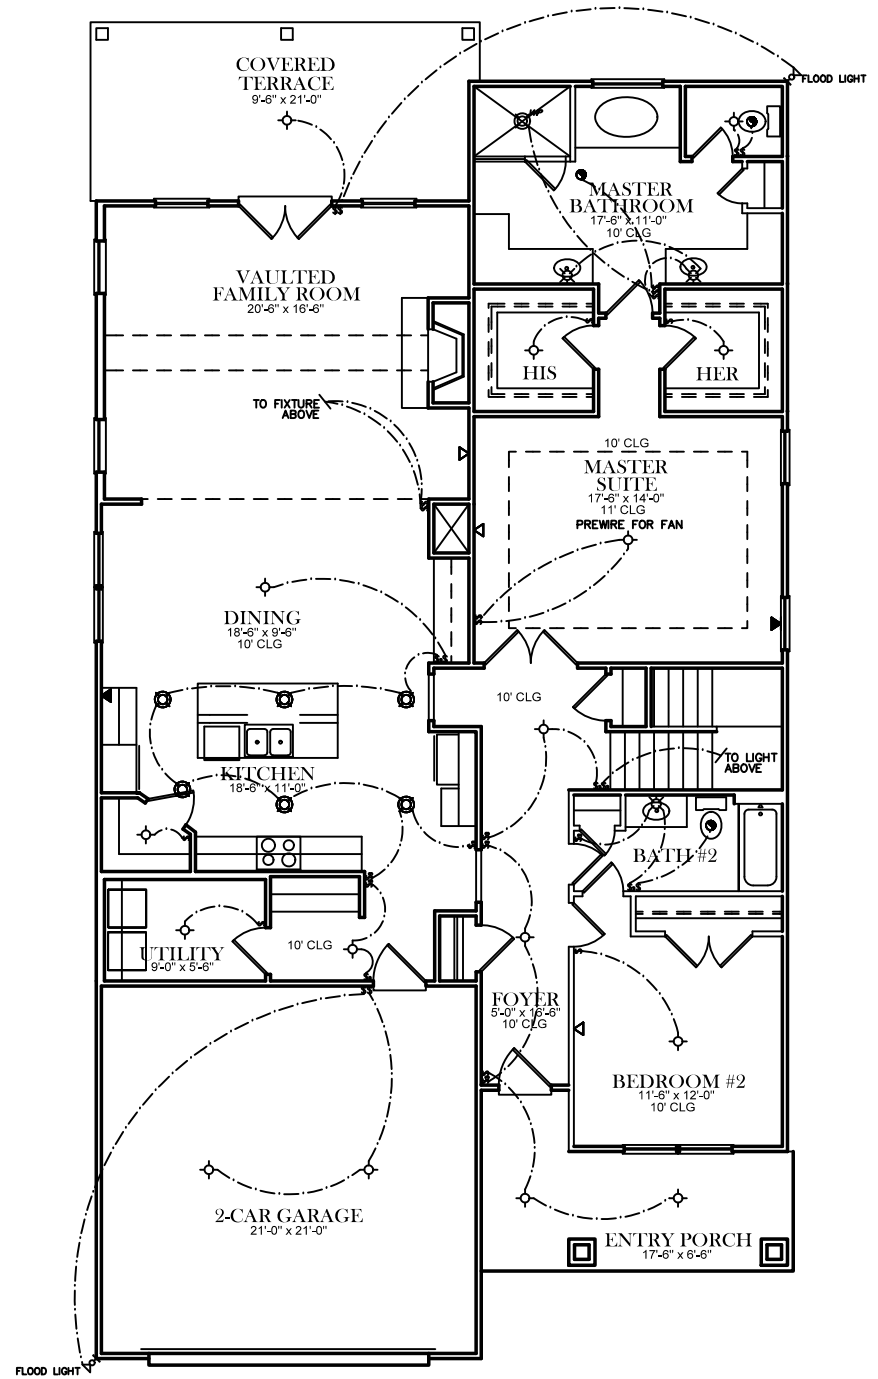 COVERED
TERRACE
9'-6" x 21'-0"
FLOOD LIGHT
MASTER
BATHROOM
17'-6" x 11'-0"
10' CLG
VAULTED
FAMILY ROOM
20'-6" x 16'-6"
HIS
HER
TO FIXTURE
ABOVE
10' CLG
MASTER
SUITE
17'-6" x 14'-0"
11' CLG
PREWIRE FOR FAN
DINING
18'-6" x 9'-6"
10' CLG
10' CLG
TO LIGHT
ABOVE
KITCHEN
18'-6" x 11'-0"
BATH #2
UTILITY
9'-0" x 5'-6"
10' CLG
FOYER
5'-0" x 16'-6"
10' CLG
BEDROOM #2
11'-6" x 12'-0"
10' CLG
2-CAR GARAGE
21'-0" x 21'-0"
ENTRY PORCH
17'-6" x 6'-6"
FLOOD LIGHT